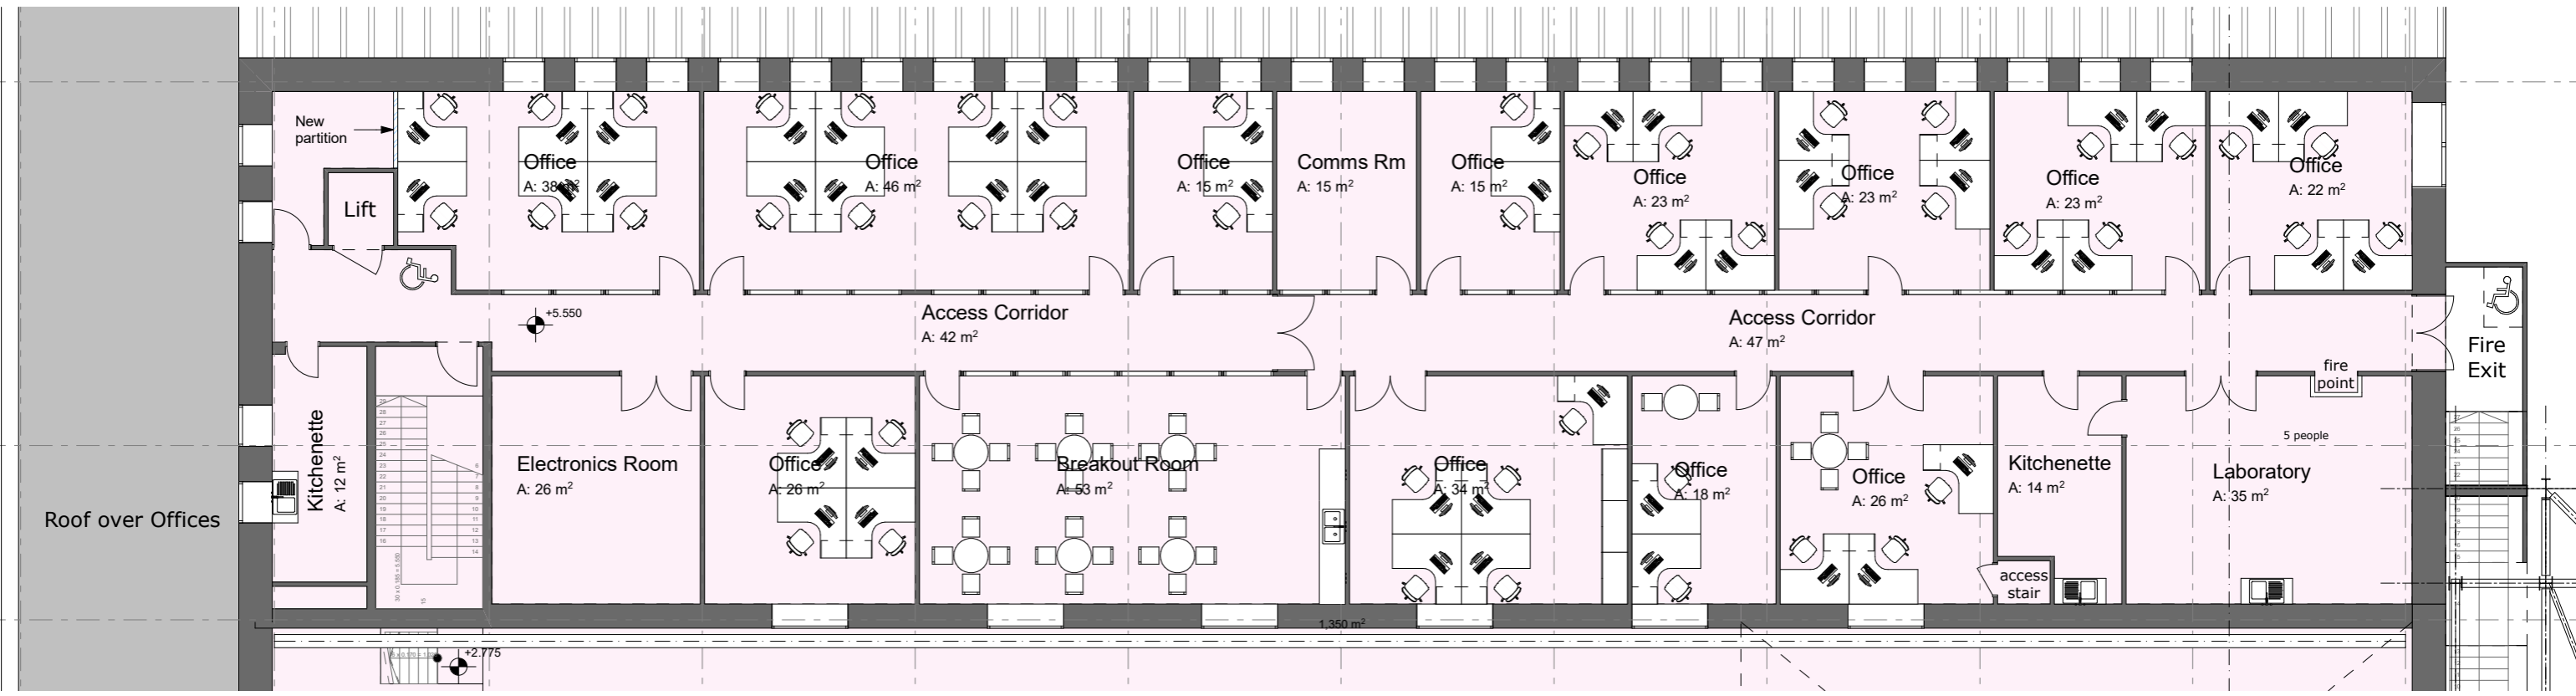 New
partition
Lift
Office
A: 38 m²
Office
A: 46 m²
Office
A: 15 m²
Comms Rm
A: 15 m²
Office
A: 15 m²
Office
A: 23 m²
Office
A: 23 m²
Office
A: 23 m²
Office
A: 22 m²
+5.550
Access Corridor
A: 42 m²
Access Corridor
A: 47 m²
Fire
Exit
fire
point
Roof over Offices
Kitchenette
A: 12 m²
Electronics Room
A: 26 m²
Office
A: 26 m²
Breakout Room
A: 53 m²
Office
A: 34 m²
Office
A: 18 m²
Office
A: 26 m²
Kitchenette
A: 14 m²
5 people
Laboratory
A: 35 m²
access
stair
1,350 m²
+2.775